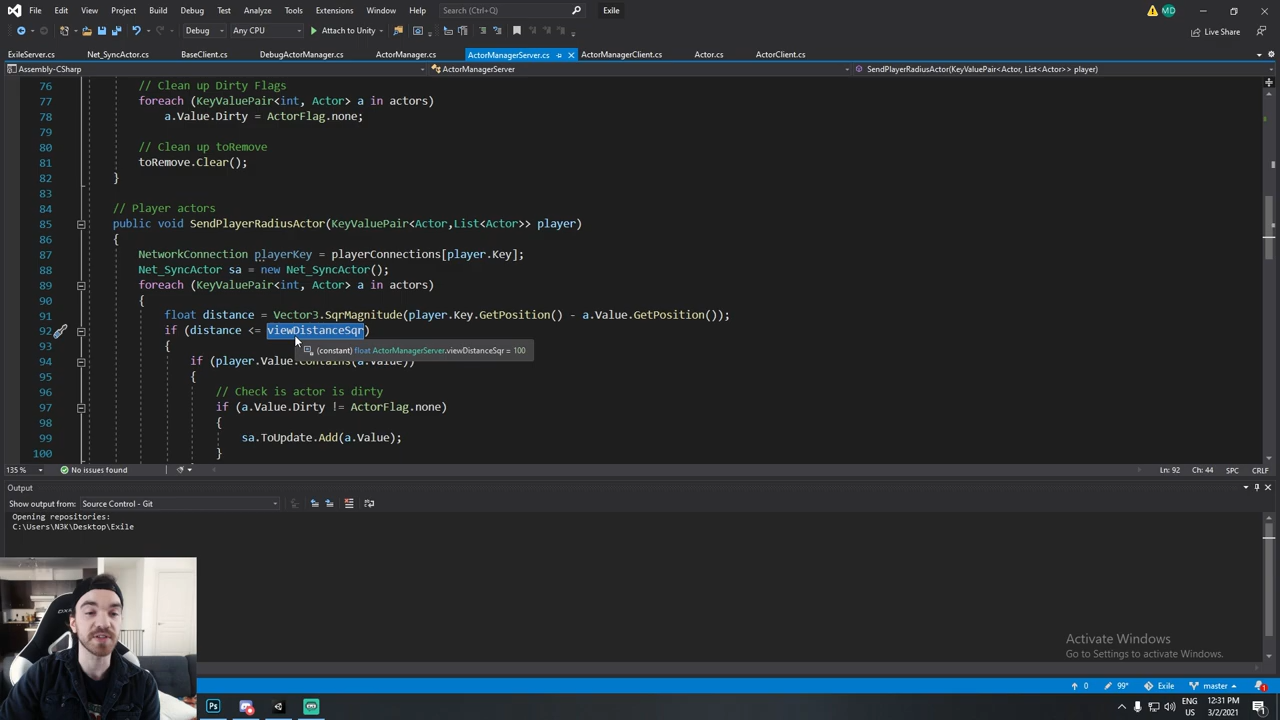 File Edit View Project Build Debug Test Analyze Tools Extensions Window Help Search (Ctrl+Q) Exile MD
Debug Any CPU Attach to Unity Live Share
ExileServer.cs Net_SyncActor.cs BaseClient.cs DebugActorManager.cs ActorManager.cs ActorManagerServer.cs ActorManagerClient.cs Actor.cs ActorClient.cs
Assembly-CSharp ActorManagerServer SendPlayerRadiusActor(KeyValuePair<Actor, List<Actor>> player)
76 // Clean up Dirty Flags
77 foreach (KeyValuePair<int, Actor> a in actors)
78 a.Value.Dirty = ActorFlag.none;
79
80 // Clean up toRemove
81 toRemove.Clear();
82 }
83
84 // Player actors
85 public void SendPlayerRadiusActor(KeyValuePair<Actor,List<Actor>> player)
86 {
87 NetworkConnection playerKey = playerConnections[player.Key];
88 Net_SyncActor sa = new Net_SyncActor();
89 foreach (KeyValuePair<int, Actor> a in actors)
90 {
91 float distance = Vector3.SqrMagnitude(player.Key.GetPosition() - a.Value.GetPosition());
92 if (distance <= viewDistanceSqr)
93 {
(constant) float ActorManagerServer.viewDistanceSqr = 100
94 if (player.Value.Contains(a.Value))
95 {
96 // Check is actor is dirty
97 if (a.Value.Dirty != ActorFlag.none)
98 {
99 sa.ToUpdate.Add(a.Value);
100 }
135 % No issues found Ln: 92 Ch: 44 SPC CRLF
Output
Show output from: Source Control - Git
Opening repositories:
C:\Users\N3K\Desktop\Exile
Activate Windows
Go to Settings to activate Windows.
0 99+ Exile master 1
Ps ENG 12:31 PM
US 3/2/2021 1